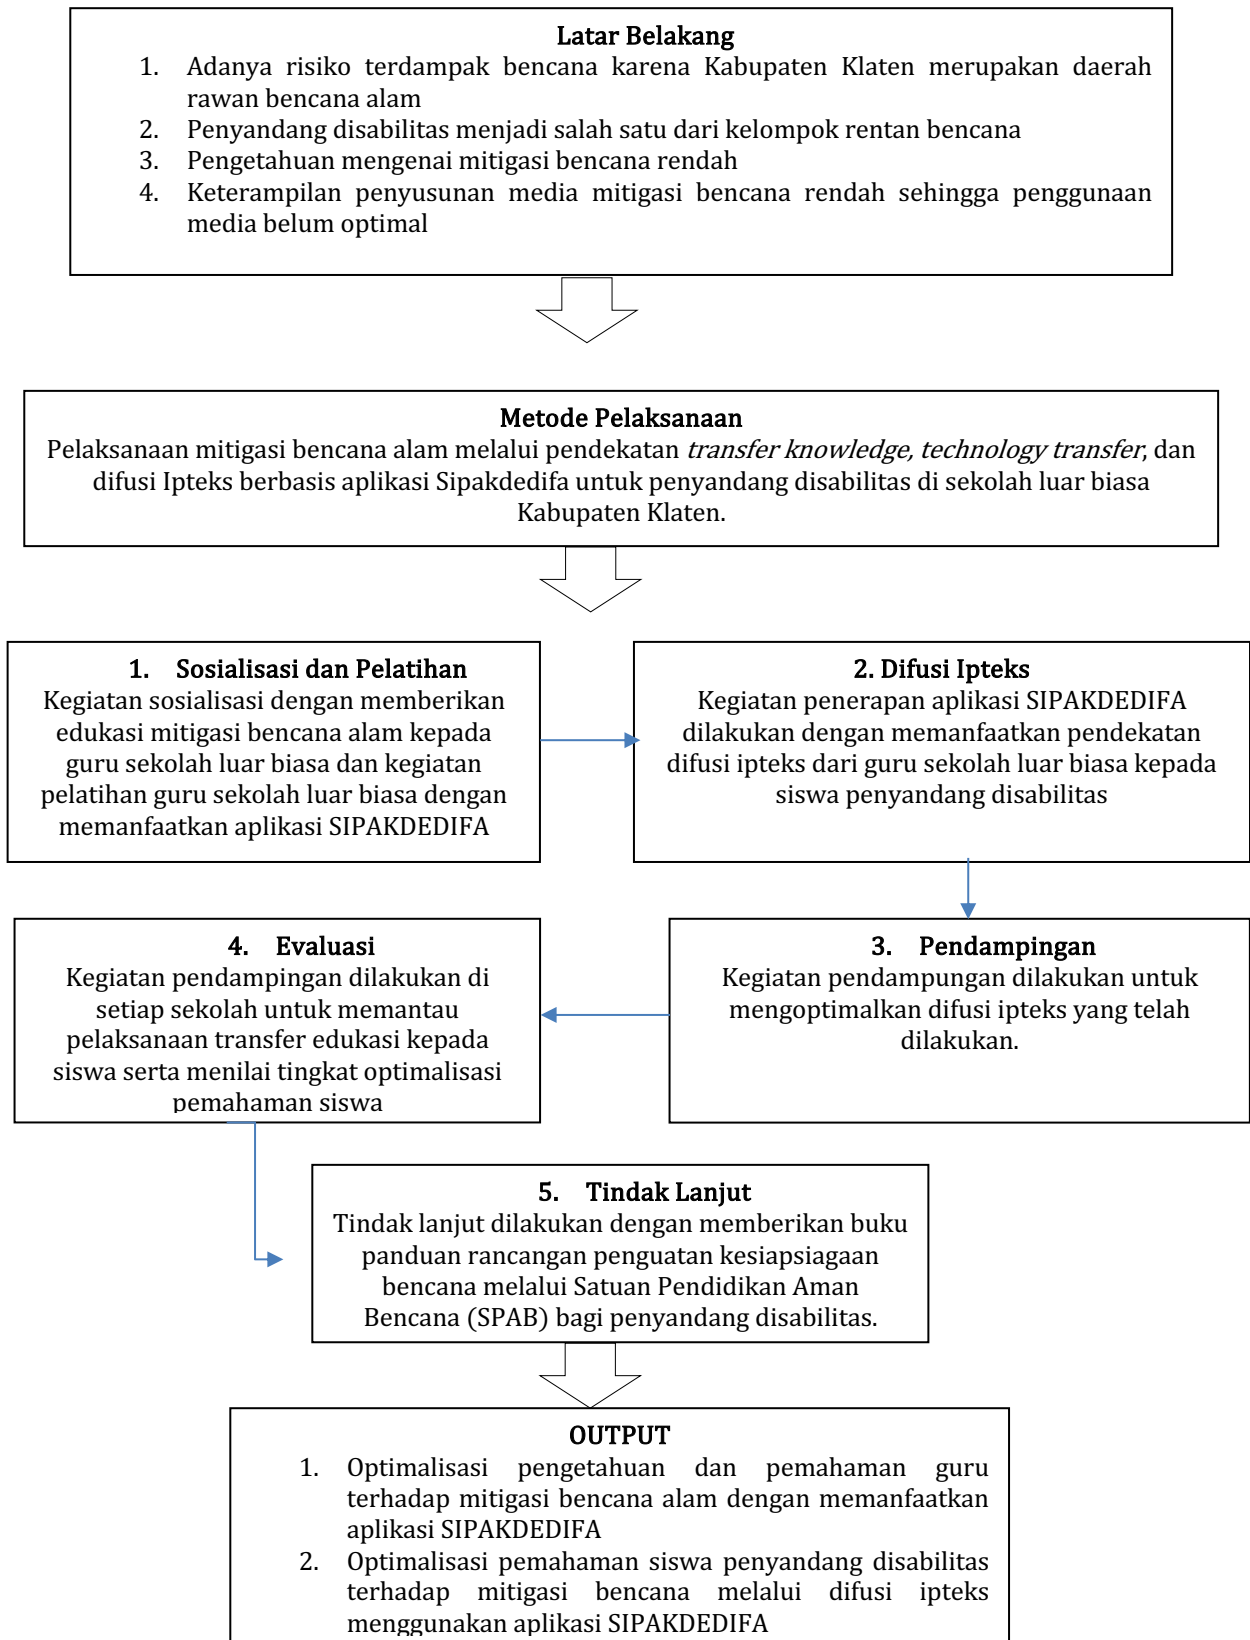 Latar Belakang
1. Adanya risiko terdampak bencana karena Kabupaten Klaten merupakan daerah
rawan bencana alam
2. Penyandang disabilitas menjadi salah satu dari kelompok rentan bencana
3. Pengetahuan mengenai mitigasi bencana rendah
4. Keterampilan penyusunan media mitigasi bencana rendah sehingga penggunaan
media belum optimal
Metode Pelaksanaan
Pelaksanaan mitigasi bencana alam melalui pendekatan transfer knowledge, technology transfer, dan
difusi Ipteks berbasis aplikasi Sipakdedifa untuk penyandang disabilitas di sekolah luar biasa
Kabupaten Klaten.
1. Sosialisasi dan Pelatihan
Kegiatan sosialisasi dengan memberikan
edukasi mitigasi bencana alam kepada
guru sekolah luar biasa dan kegiatan
pelatihan guru sekolah luar biasa dengan
memanfaatkan aplikasi SIPAKDEDIFA
2. Difusi Ipteks
Kegiatan penerapan aplikasi SIPAKDEDIFA
dilakukan dengan memanfaatkan pendekatan
difusi ipteks dari guru sekolah luar biasa kepada
siswa penyandang disabilitas
3. Pendampingan
Kegiatan pendampungan dilakukan untuk
mengoptimalkan difusi ipteks yang telah
dilakukan.
4. Evaluasi
Kegiatan pendampingan dilakukan di
setiap sekolah untuk memantau
pelaksanaan transfer edukasi kepada
siswa serta menilai tingkat optimalisasi
pemahaman siswa
5. Tindak Lanjut
Tindak lanjut dilakukan dengan memberikan buku
panduan rancangan penguatan kesiapsiagaan
bencana melalui Satuan Pendidikan Aman
Bencana (SPAB) bagi penyandang disabilitas.
OUTPUT
1. Optimalisasi pengetahuan dan pemahaman guru
terhadap mitigasi bencana alam dengan memanfaatkan
aplikasi SIPAKDEDIFA
2. Optimalisasi pemahaman siswa penyandang disabilitas
terhadap mitigasi bencana melalui difusi ipteks
menggunakan aplikasi SIPAKDEDIFA